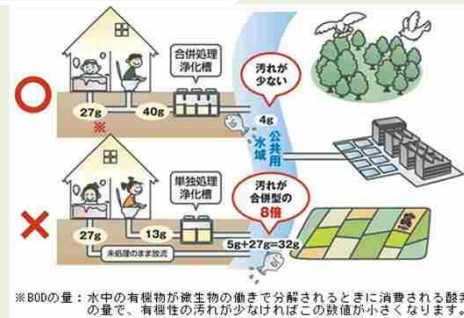 合併処理
浄化槽
汚れが
少ない
27g
※
40g
4g
公共用
水域
単独処理
浄化槽
汚れが
合併型の
8倍
27g
13g
5g+27g=32g
未処理のまま放流
※BODの量：水中の有機物が微生物の働きで分解されるときに消費される酸素
の量で、有機性の汚れが少なければこの数値が小さくなります。